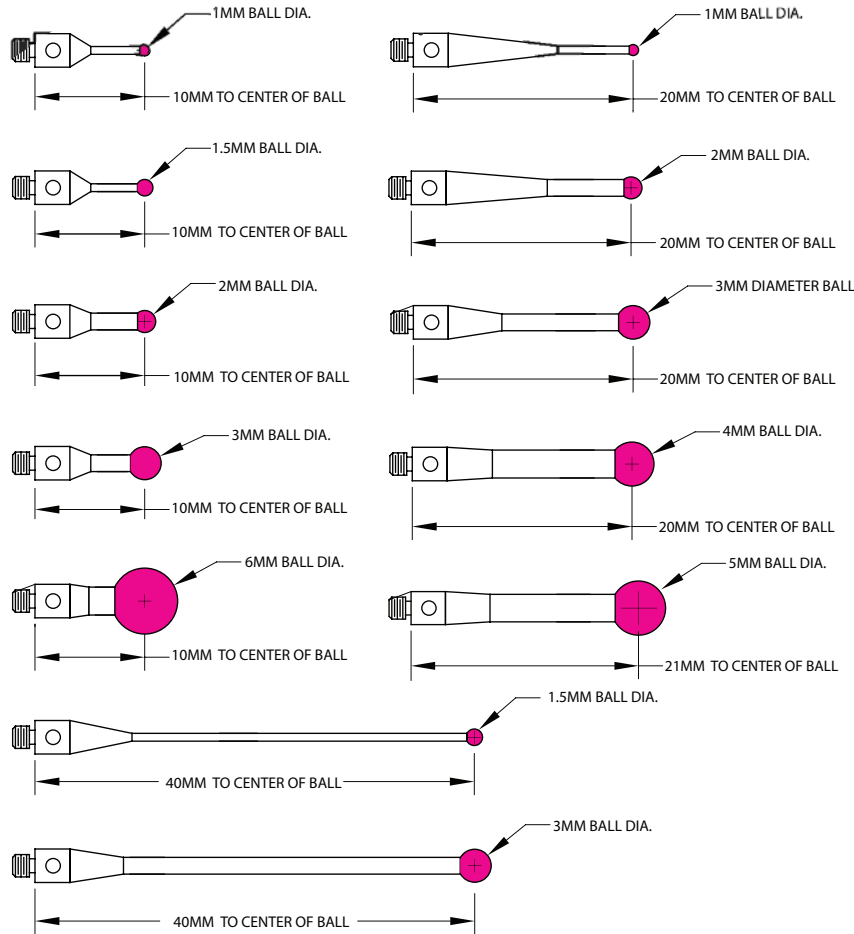 1MM BALL DIA.
10MM TO CENTER OF BALL
1MM BALL DIA.
20MM TO CENTER OF BALL
1.5MM BALL DIA.
10MM TO CENTER OF BALL
2MM BALL DIA.
20MM TO CENTER OF BALL
2MM BALL DIA.
10MM TO CENTER OF BALL
3MM DIAMETER BALL
20MM TO CENTER OF BALL
3MM BALL DIA.
10MM TO CENTER OF BALL
4MM BALL DIA.
20MM TO CENTER OF BALL
6MM BALL DIA.
10MM TO CENTER OF BALL
5MM BALL DIA.
21MM TO CENTER OF BALL
1.5MM BALL DIA.
40MM TO CENTER OF BALL
3MM BALL DIA.
40MM TO CENTER OF BALL